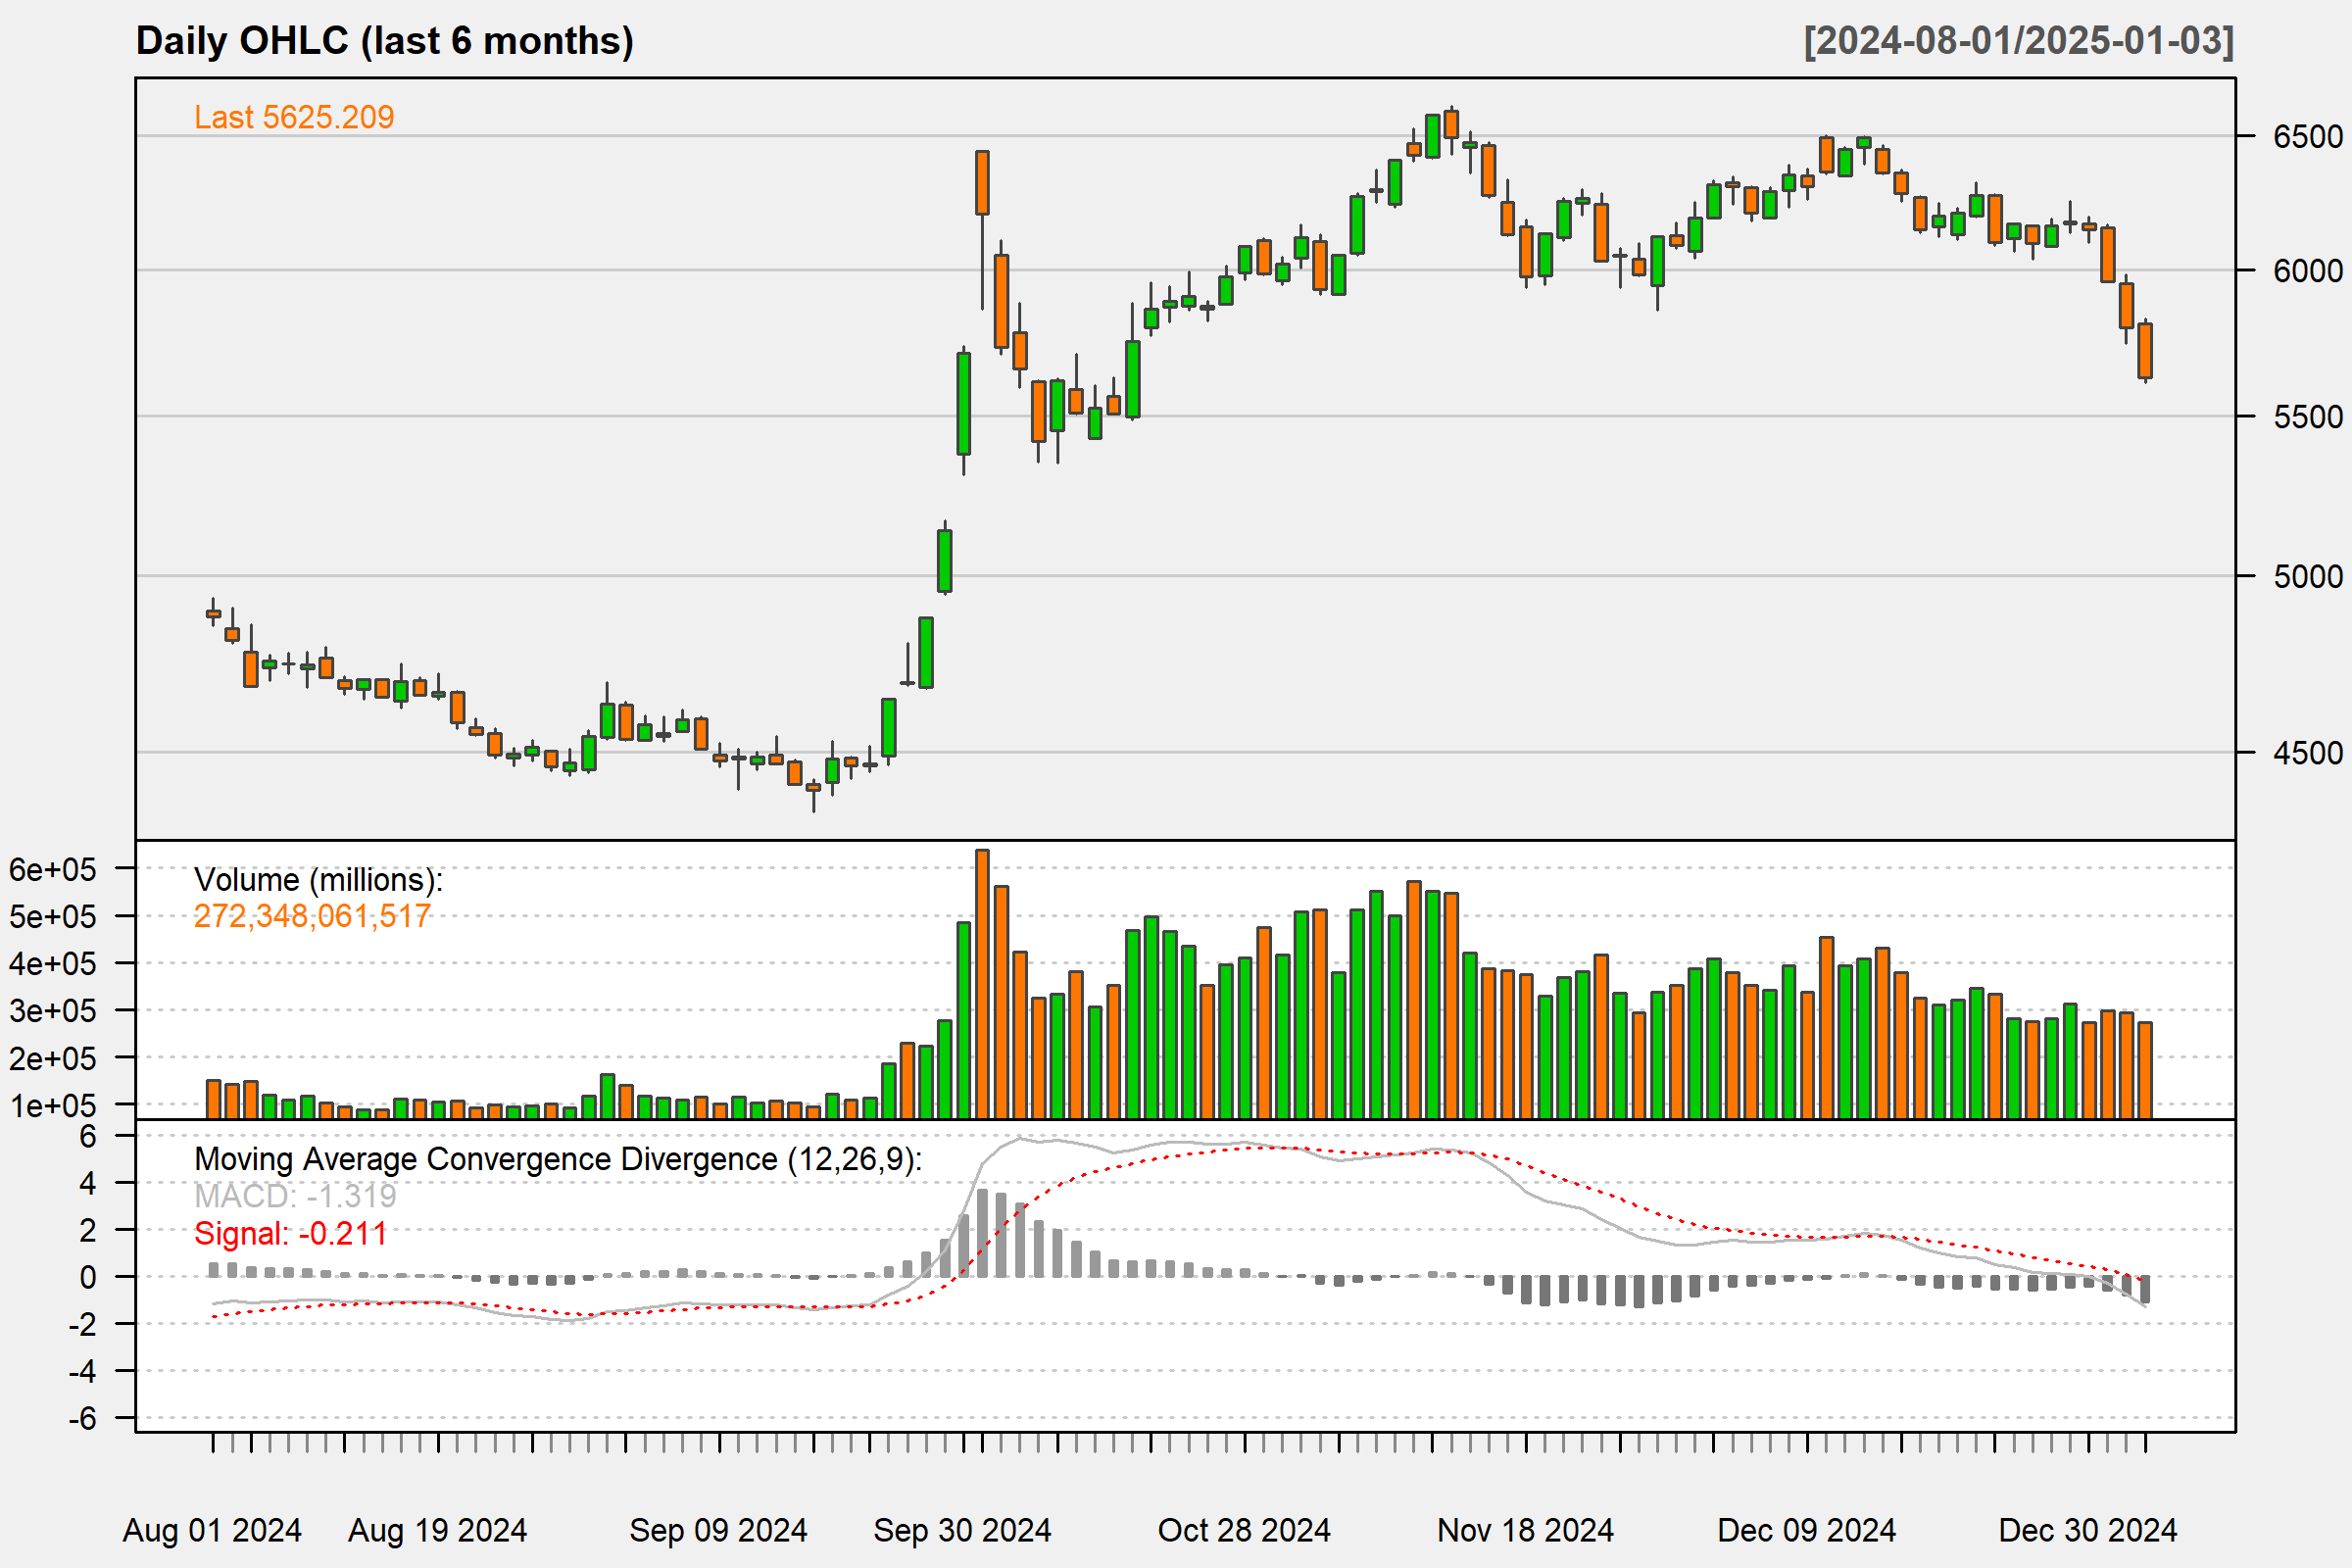 Daily OHLC (last 6 months)
[2024-08-01/2025-01-03]
Last 5625.209
6500
6000
5500
5000
4500
Volume (millions):
272,348,061,517
6e+05
5e+05
4e+05
3e+05
2e+05
1e+05
Moving Average Convergence Divergence (12,26,9):
MACD: -1.319
Signal: -0.211
6
4
2
0
-2
-4
-6
Aug 01 2024 Aug 19 2024 Sep 09 2024 Sep 30 2024 Oct 28 2024 Nov 18 2024 Dec 09 2024 Dec 30 2024